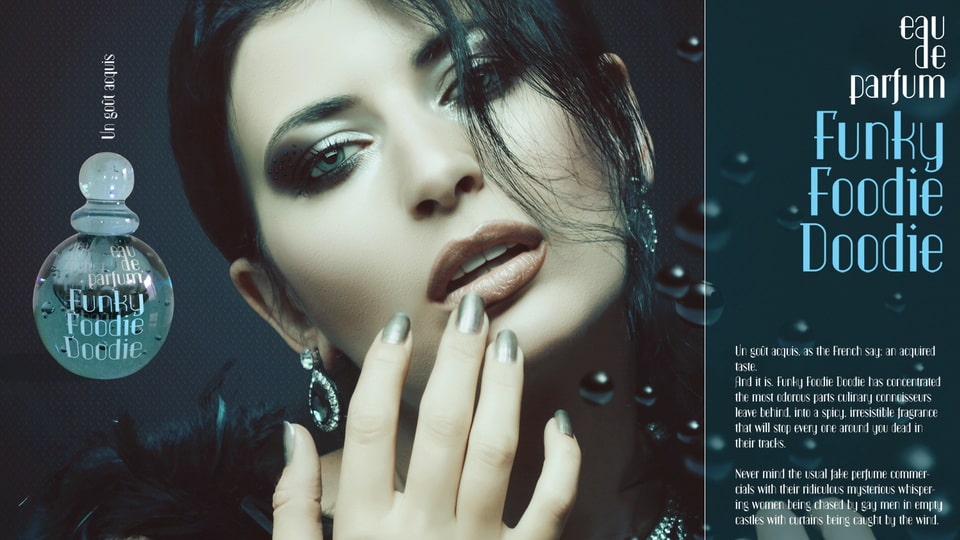 Un goût acquis
eau
de
parfum
Funky
Foodie
Doodie
eau
de
parfum
Funky
Foodie
Doodie
Un goût acquis, as the French say: an acquired
taste.
And it is. Funky Foodie Doodie has concentrated
the most odorous parts culinary connoisseurs
leave behind, into a spicy, irresistible fragrance
that will stop every one around you dead in
their tracks.
Never mind the usual fake perfume commer-
cials with their ridiculous mysterious whisper-
ing women being chased by gay men in empty
castles with curtains being caught by the wind.